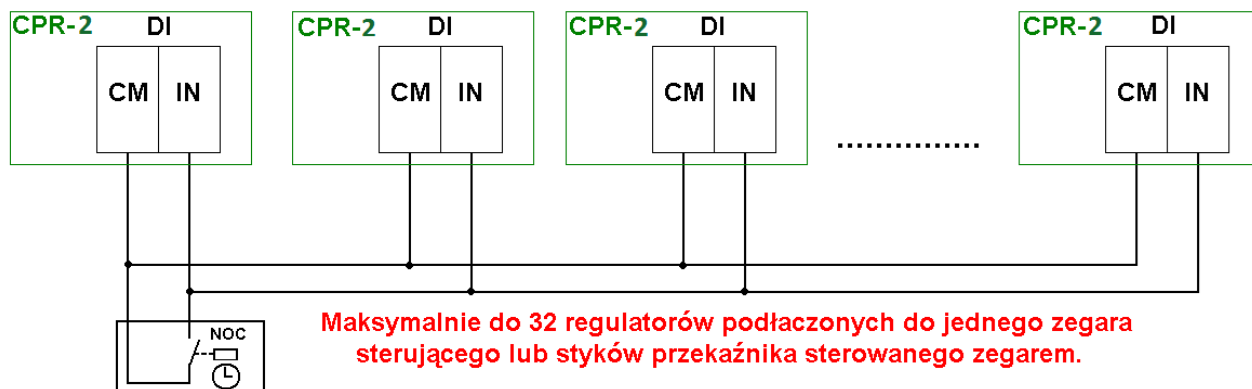 CPR-2 DI CPR-2 DI CPR-2 DI CPR-2 DI
CM IN CM IN CM IN CM IN
NOC
Maksymalnie do 32 regulatorów podłaczonych do jednego zegara
sterującego lub styków przekaźnika sterowanego zegarem.